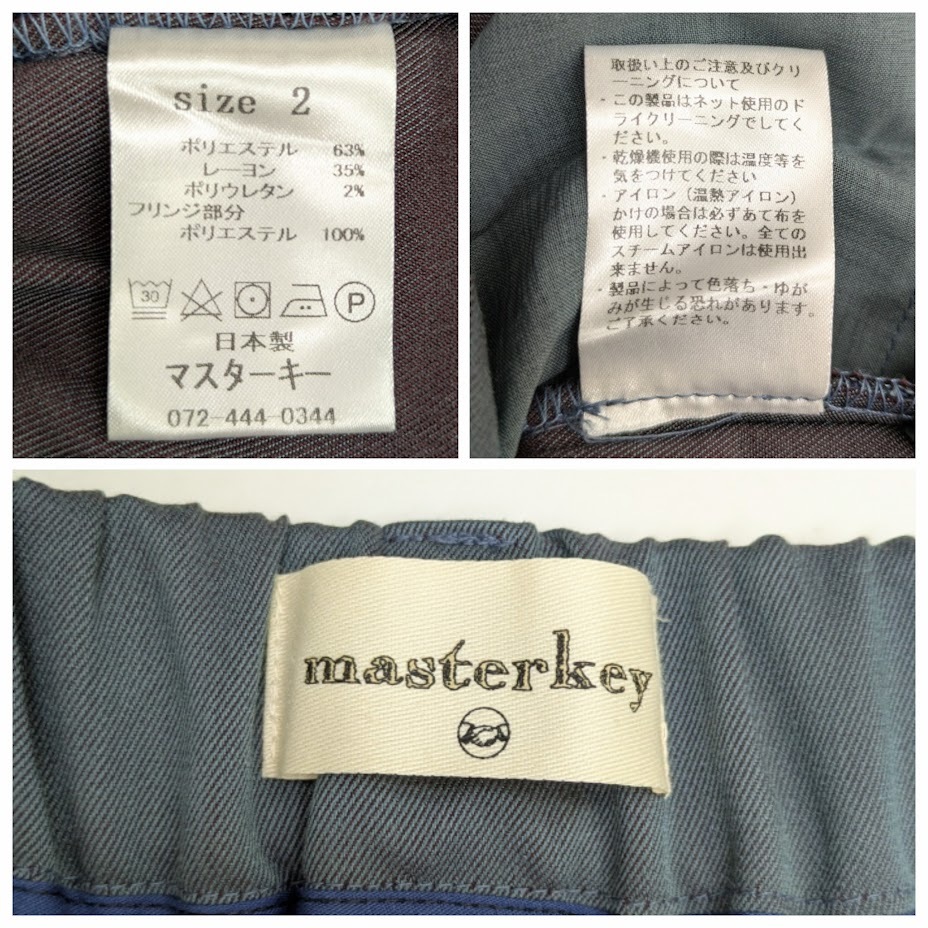 size 2
ポリエステル 63%
レーヨン 35%
ポリウレタン 2%
フリンジ部分
ポリエステル 100%
30
P
日本製
マスターキー
072-444-0344
取扱い上のご注意及びクリ
ーニングについて
・この製品はネット使用のド
ライクリーニングでしてく
ださい。
・乾燥機使用の際は温度等を
気をつけてください
・アイロン（温熱アイロン）
かけの場合は必ずあて布を
使用してください。全ての
スチームアイロンは使用出
来ません。
・製品によって色落ち・ゆが
みが生じる恐れがあります。
ご了承ください。
masterkey